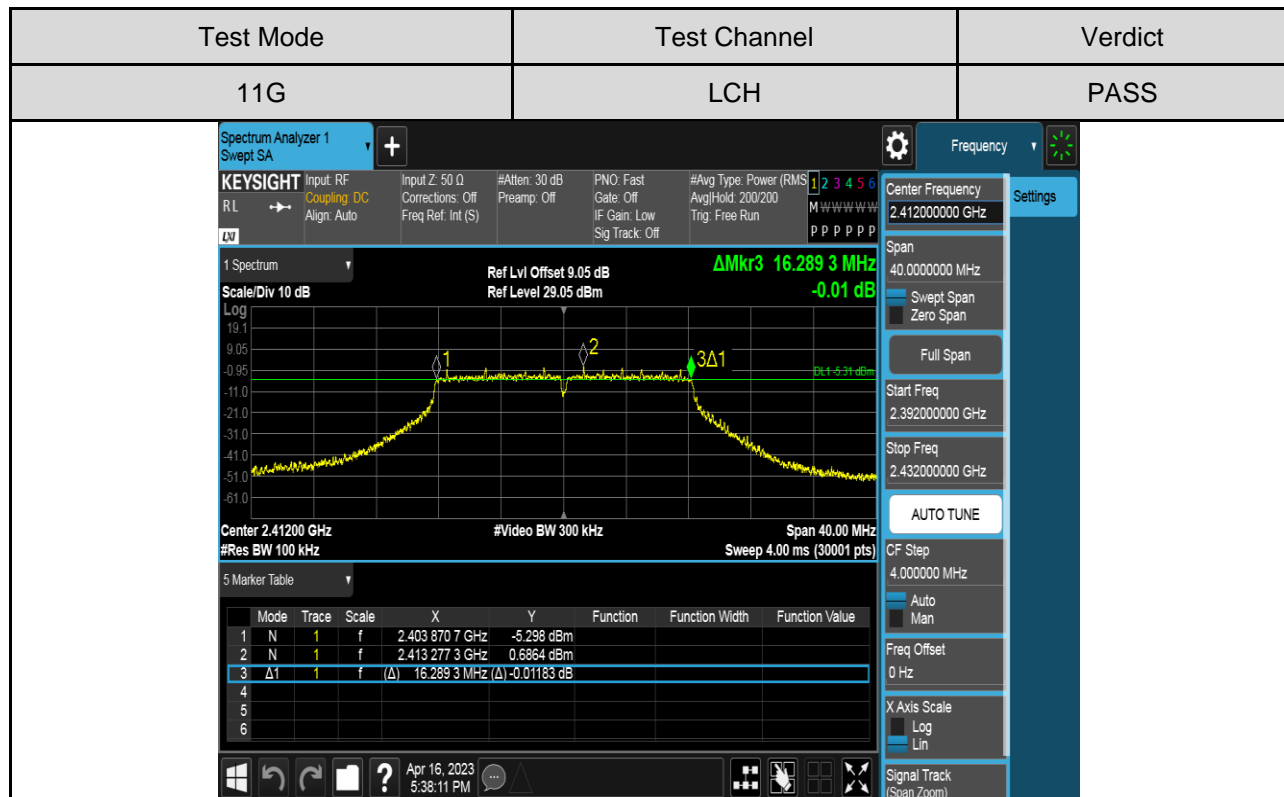 Test Mode Test Channel Verdict
11G LCH PASS
Spectrum Analyzer 1
Swept SA
Frequency
KEYSIGHT
RL
LXI
Input: RF
Coupling: DC
Align: Auto
Input Z: 50 Ω
Corrections: Off
Freq Ref: Int (S)
#Atten: 30 dB
Preamp: Off
PNO: Fast
Gate: Off
IF Gain: Low
Sig Track: Off
#Avg Type: Power (RMS
Avg|Hold: 200/200
Trig: Free Run
1 2 3 4 5 6
M W W W W W
P P P P P P
1 Spectrum
Scale/Div 10 dB
Ref Lvl Offset 9.05 dB
Ref Level 29.05 dBm
ΔMkr3 16.289 3 MHz
-0.01 dB
Log
19.1
9.05
-0.95
-11.0
-21.0
-31.0
-41.0
-51.0
-61.0
1
2
3Δ1
DL1 -5.31 dBm
Center 2.41200 GHz #Video BW 300 kHz Span 40.00 MHz
#Res BW 100 kHz Sweep 4.00 ms (30001 pts)
5 Marker Table
Mode Trace Scale X Y Function Function Width Function Value
1 N 1 f 2.403 870 7 GHz -5.298 dBm
2 N 1 f 2.413 277 3 GHz 0.6864 dBm
3 Δ1 1 f (Δ) 16.289 3 MHz (Δ) -0.01183 dB
4
5
6
Apr 16, 2023
5:38:11 PM
Settings
Center Frequency
2.412000000 GHz
Span
40.0000000 MHz
Swept Span
Zero Span
Full Span
Start Freq
2.392000000 GHz
Stop Freq
2.432000000 GHz
AUTO TUNE
CF Step
4.000000 MHz
Auto
Man
Freq Offset
0 Hz
X Axis Scale
Log
Lin
Signal Track
(Span Zoom)